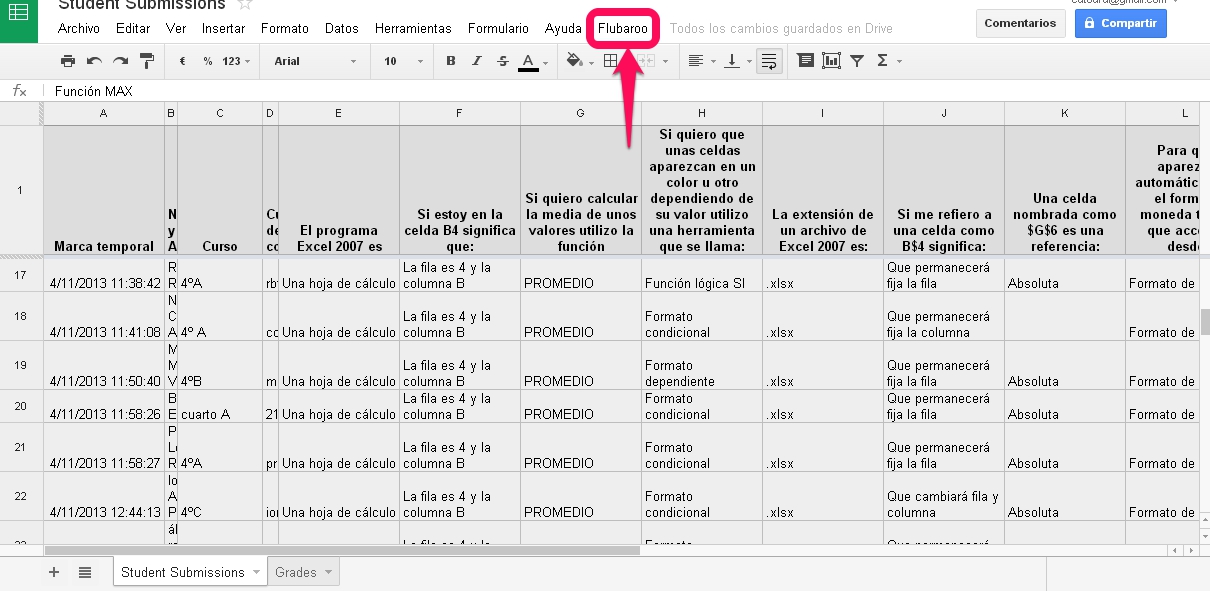 Student Submissions
Archivo Editar Ver Insertar Formato Datos Herramientas Formulario Ayuda Flubaroo Todos los cambios guardados en Drive
Comentarios Compartir
€ % 123 Arial 10 B I S A Σ
fx Función MAX
A B C D E F G H I J K L
1
Marca temporal
N
y
A
Curso
Cu
de
co
El programa
Excel 2007 es
Si estoy en la
celda B4 significa
que:
Si quiero calcular
la media de unos
valores utilizo la
función
Si quiero que
unas celdas
aparezcan en un
color u otro
dependiendo de
su valor utilizo
una herramienta
que se llama:
La extensión de
un archivo de
Excel 2007 es:
Si me refiero a
una celda como
B$4 significa:
Una celda
nombrada como
$G$6 es una
referencia:
Para q
aparez
automátic
el form
moneda t
que acc
desd
17
4/11/2013 11:38:42
R
R
4ºA
Una hoja de cálculo
La fila es 4 y la
columna B
PROMEDIO
Función lógica SI
.xlsx
Que permanecerá
fija la fila
Absoluta
Formato de
18
4/11/2013 11:41:08
N
C
A
4º A
Una hoja de cálculo
La fila es 4 y la
columna B
PROMEDIO
Formato
condicional
.xlsx
Que permanecerá
fija la columna
Formato de
19
4/11/2013 11:50:40
M
M
V
4ºB
m
Una hoja de cálculo
La fila es 4 y la
columna B
PROMEDIO
Formato
dependiente
.xlsx
Que permanecerá
fija la fila
Absoluta
Formato de
20
4/11/2013 11:58:26
B
E
cuarto A
21
Una hoja de cálculo
La fila es 4 y la
columna B
PROMEDIO
Formato
condicional
.xlsx
Que permanecerá
fija la fila
Absoluta
Formato de
21
4/11/2013 11:58:27
P
Lo
R
4ºA
pr
Una hoja de cálculo
La fila es 4 y la
columna B
PROMEDIO
Formato
condicional
.xlsx
Que permanecerá
fija la fila
Absoluta
Formato de
22
4/11/2013 12:44:13
lo
A
P
4ºC
Una hoja de cálculo
La fila es 4 y la
columna B
PROMEDIO
Formato
condicional
.xlsx
Que cambiará fila y
columna
Absoluta
Formato de
ál
Student Submissions Grades